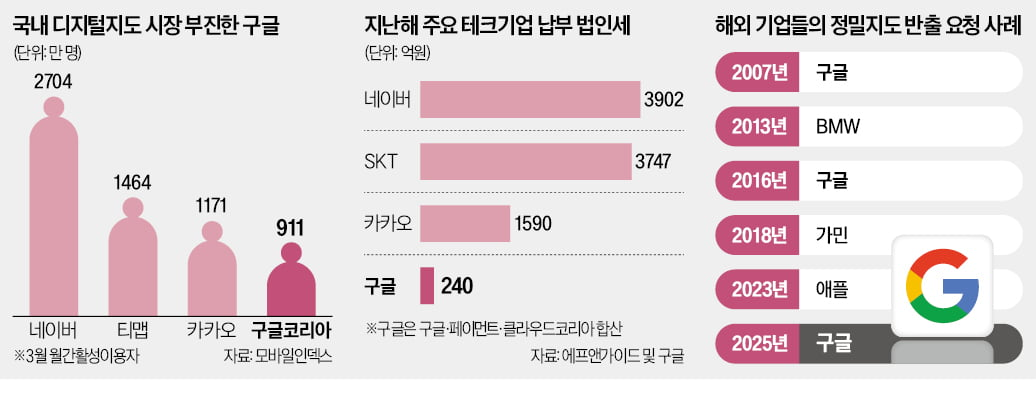 국내 디지털지도 시장 부진한 구글
(단위: 만 명)
2704
1464
1171
911
네이버
티맵
카카오
구글코리아
※3월 월간활성이용자
자료: 모바일인덱스
지난해 주요 테크기업 납부 법인세
(단위: 억원)
네이버
3902
SKT
3747
카카오
1590
구글
240
※구글은 구글·페이먼트·클라우드코리아 합산
자료: 에프앤가이드 및 구글
해외 기업들의 정밀지도 반출 요청 사례
2007년 구글
2013년 BMW
2016년 구글
2018년 가민
2023년 애플
2025년 구글
G